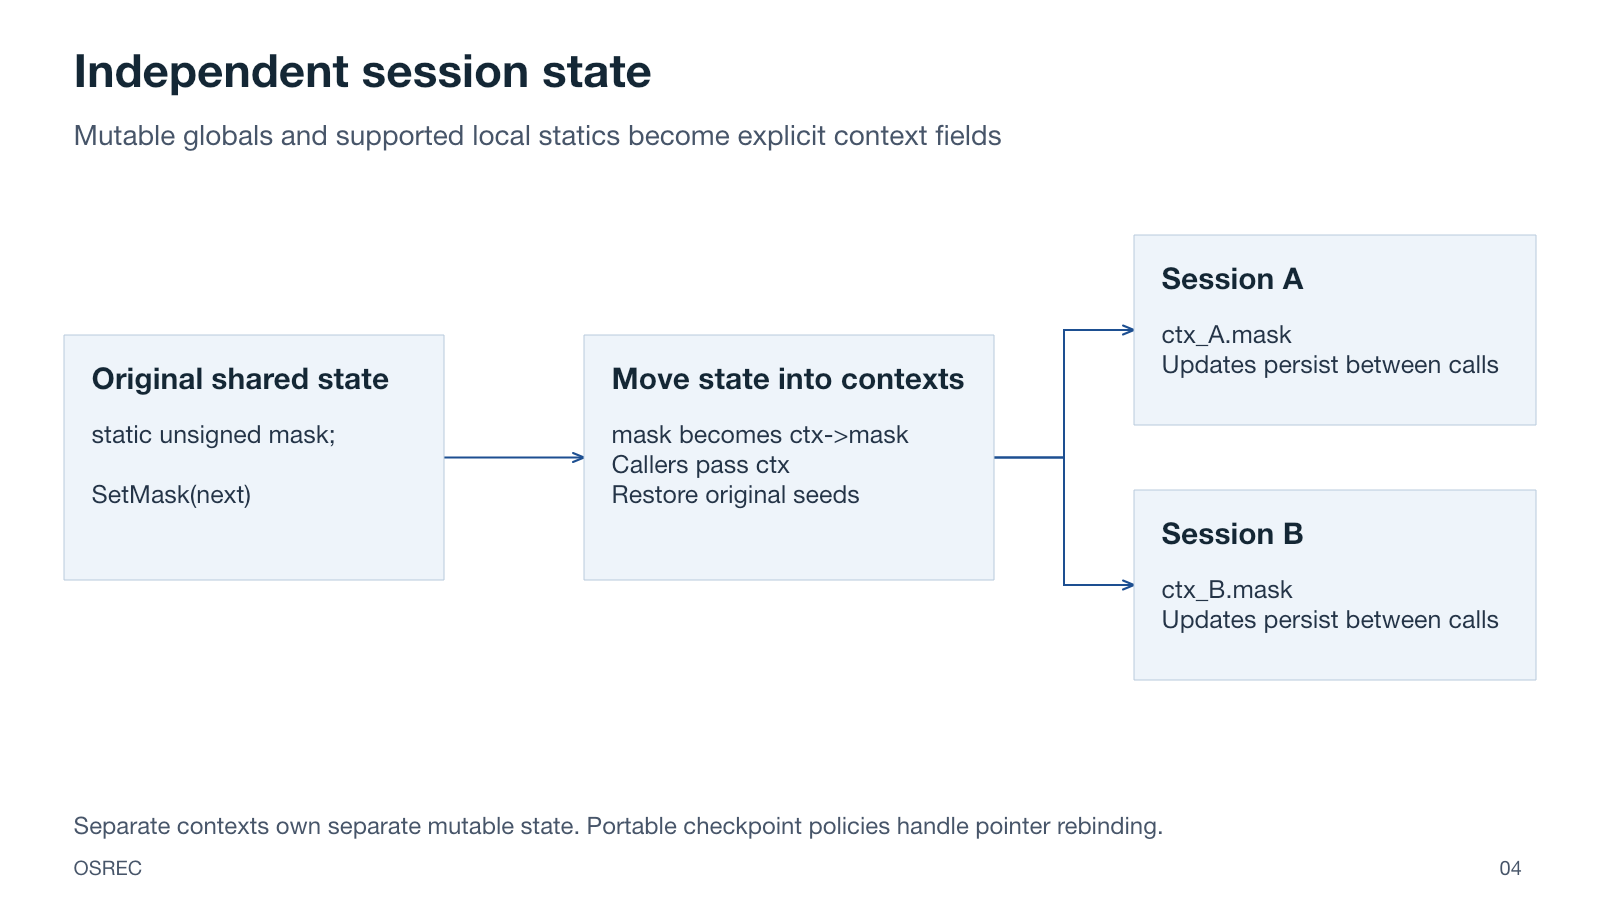 Independent session state
Mutable globals and supported local statics become explicit context fields
Original shared state
static unsigned mask;
SetMask(next)
Move state into contexts
mask becomes ctx->mask
Callers pass ctx
Restore original seeds
Session A
ctx_A.mask
Updates persist between calls
Session B
ctx_B.mask
Updates persist between calls
Separate contexts own separate mutable state. Portable checkpoint policies handle pointer rebinding.
OSREC
04